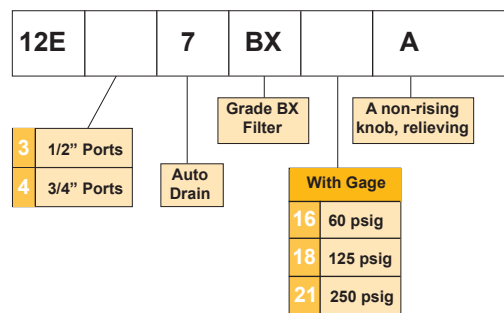 12E 7 BX A
Grade BX
Filter
A non-rising
knob, relieving
3 1/2” Ports
4 3/4” Ports
Auto
Drain
With Gage
16 60 psig
18 125 psig
21 250 psig